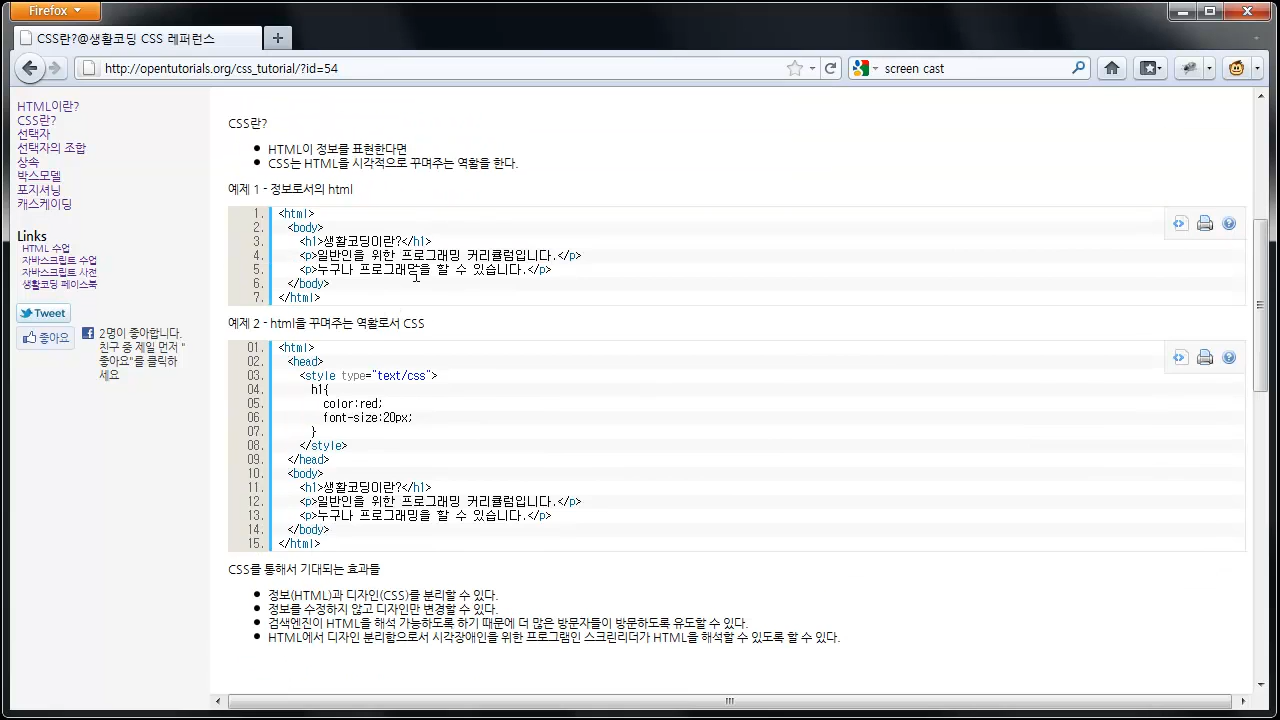 Firefox
CSS란?@생활코딩 CSS 레퍼런스
http://opentutorials.org/css_tutorial/?id=54
screen cast
HTML이란?
CSS란?
선택자
선택자의 조합
상속
박스모델
포지셔닝
캐스케이딩
Links
HTML 수업
자바스크립트 수업
자바스크립트 사전
생활코딩 페이스북
Tweet
좋아요
2명이 좋아합니다.
친구 중 제일 먼저 "
좋아요"를 클릭하
세요
CSS란?
HTML이 정보를 표현한다면
CSS는 HTML을 시각적으로 꾸며주는 역활을 한다.
예제 1 - 정보로서의 html
1. <html>
2. <body>
3. <h1>생활코딩이란?</h1>
4. <p>일반인을 위한 프로그래밍 커리큘럼입니다.</p>
5. <p>누구나 프로그래밍을 할 수 있습니다.</p>
6. </body>
7. </html>
예제 2 - html을 꾸며주는 역활로서 CSS
01. <html>
02. <head>
03. <style type="text/css">
04. h1{
05. color:red;
06. font-size:20px;
07. }
08. </style>
09. </head>
10. <body>
11. <h1>생활코딩이란?</h1>
12. <p>일반인을 위한 프로그래밍 커리큘럼입니다.</p>
13. <p>누구나 프로그래밍을 할 수 있습니다.</p>
14. </body>
15. </html>
CSS를 통해서 기대되는 효과들
정보(HTML)과 디자인(CSS)를 분리할 수 있다.
정보를 수정하지 않고 디자인만 변경할 수 있다.
검색엔진이 HTML을 해석 가능하도록 하기 때문에 더 많은 방문자들이 방문하도록 유도할 수 있다.
HTML에서 디자인 분리함으로서 시각장애인을 위한 프로그램인 스크린리더가 HTML을 해석할 수 있도록 할 수 있다.